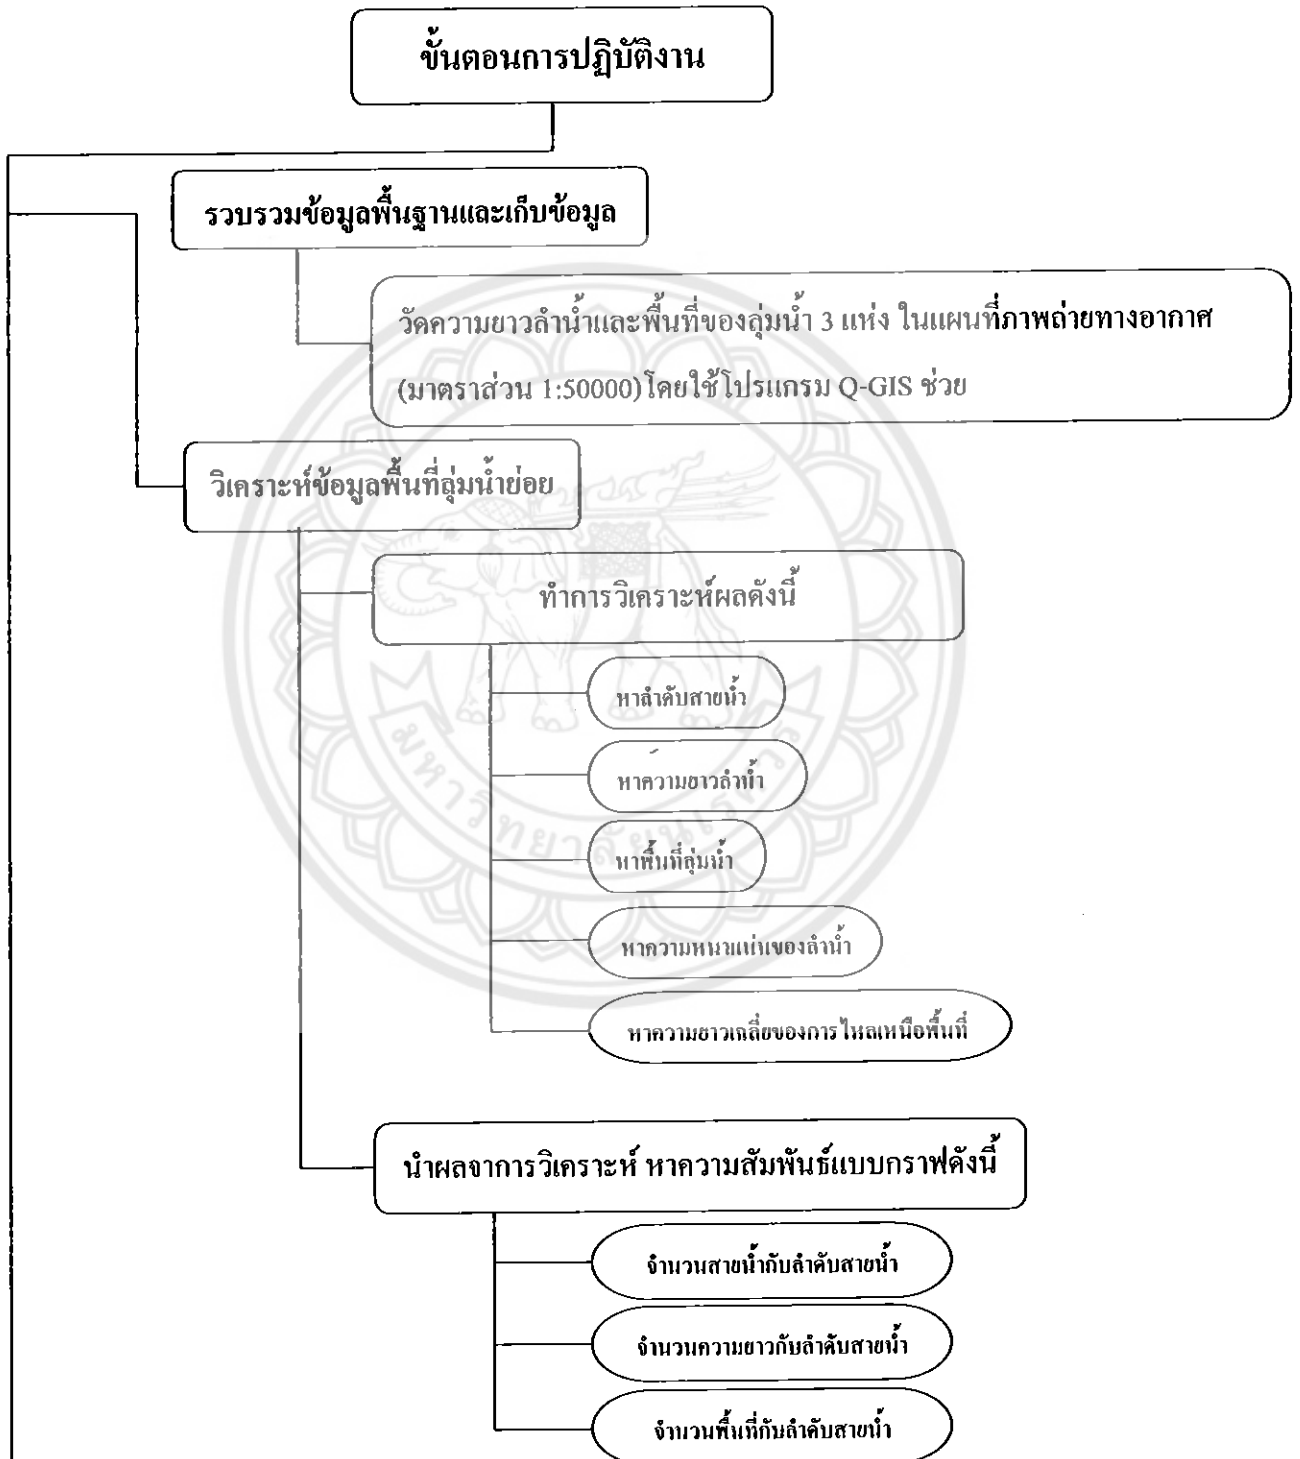 ขั้นตอนการปฏิบัติงาน
รวบรวมข้อมูลพื้นฐานและเก็บข้อมูล
วัดความยาวลำน้ำและพื้นที่ของลุ่มน้ำ 3 แห่ง ในแผนที่ภาพถ่ายทางอากาศ
(มาตราส่วน 1:50000)โดยใช้โปรแกรม Q-GIS ช่วย
วิเคราะห์ข้อมูลพื้นที่ลุ่มน้ำย่อย
ทำการวิเคราะห์ผลดังนี้
หาลำดับสายน้ำ
หาความยาวลำน้ำ
หาพื้นที่ลุ่มน้ำ
หาความหนาแน่นของลำน้ำ
หาความยาวเฉลี่ยของการไหลเหนือพื้นที่
มหาวิทยาลัยนเรศวร
นำผลจาการวิเคราะห์ หาความสัมพันธ์แบบกราฟดังนี้
จำนวนสายน้ำกับลำดับสายน้ำ
จำนวนความยาวกับลำดับสายน้ำ
จำนวนพื้นที่กับลำดับสายน้ำ